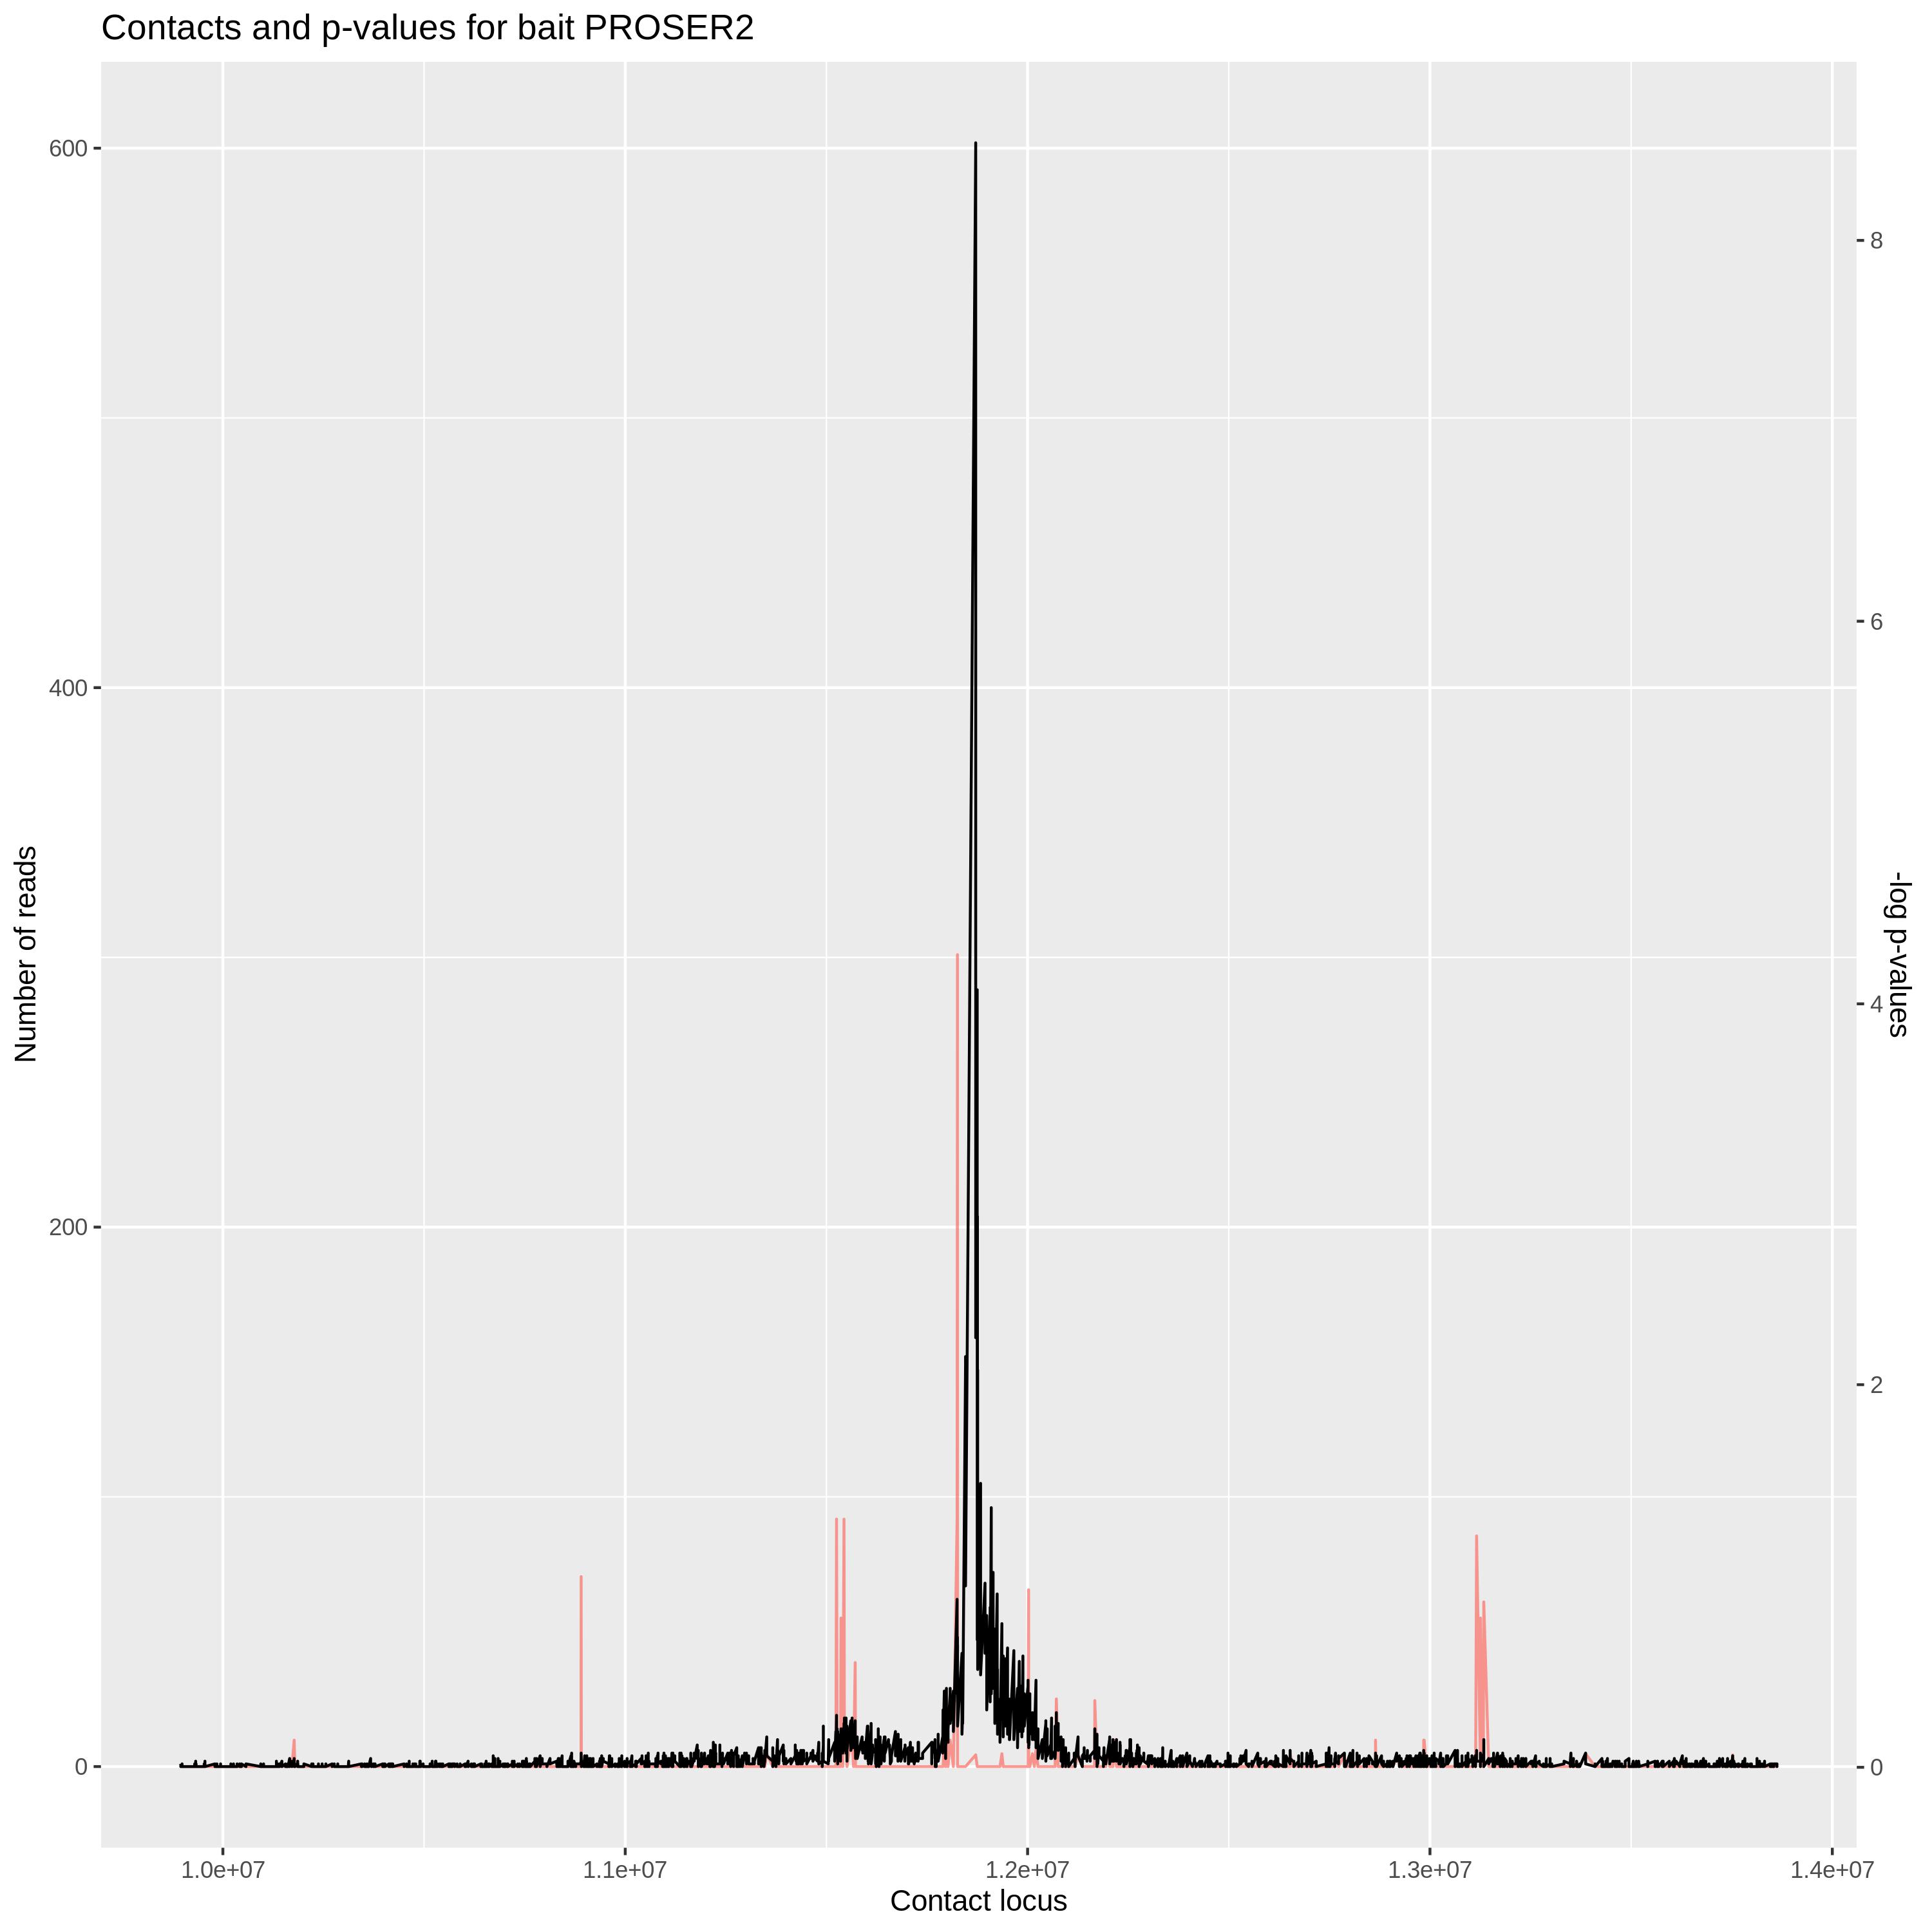 Contacts and p-values for bait PROSER2
600
400
200
0
Number of reads
8
6
4
2
0
-log p-values
1.0e+07
1.1e+07
1.2e+07
1.3e+07
1.4e+07
Contact locus